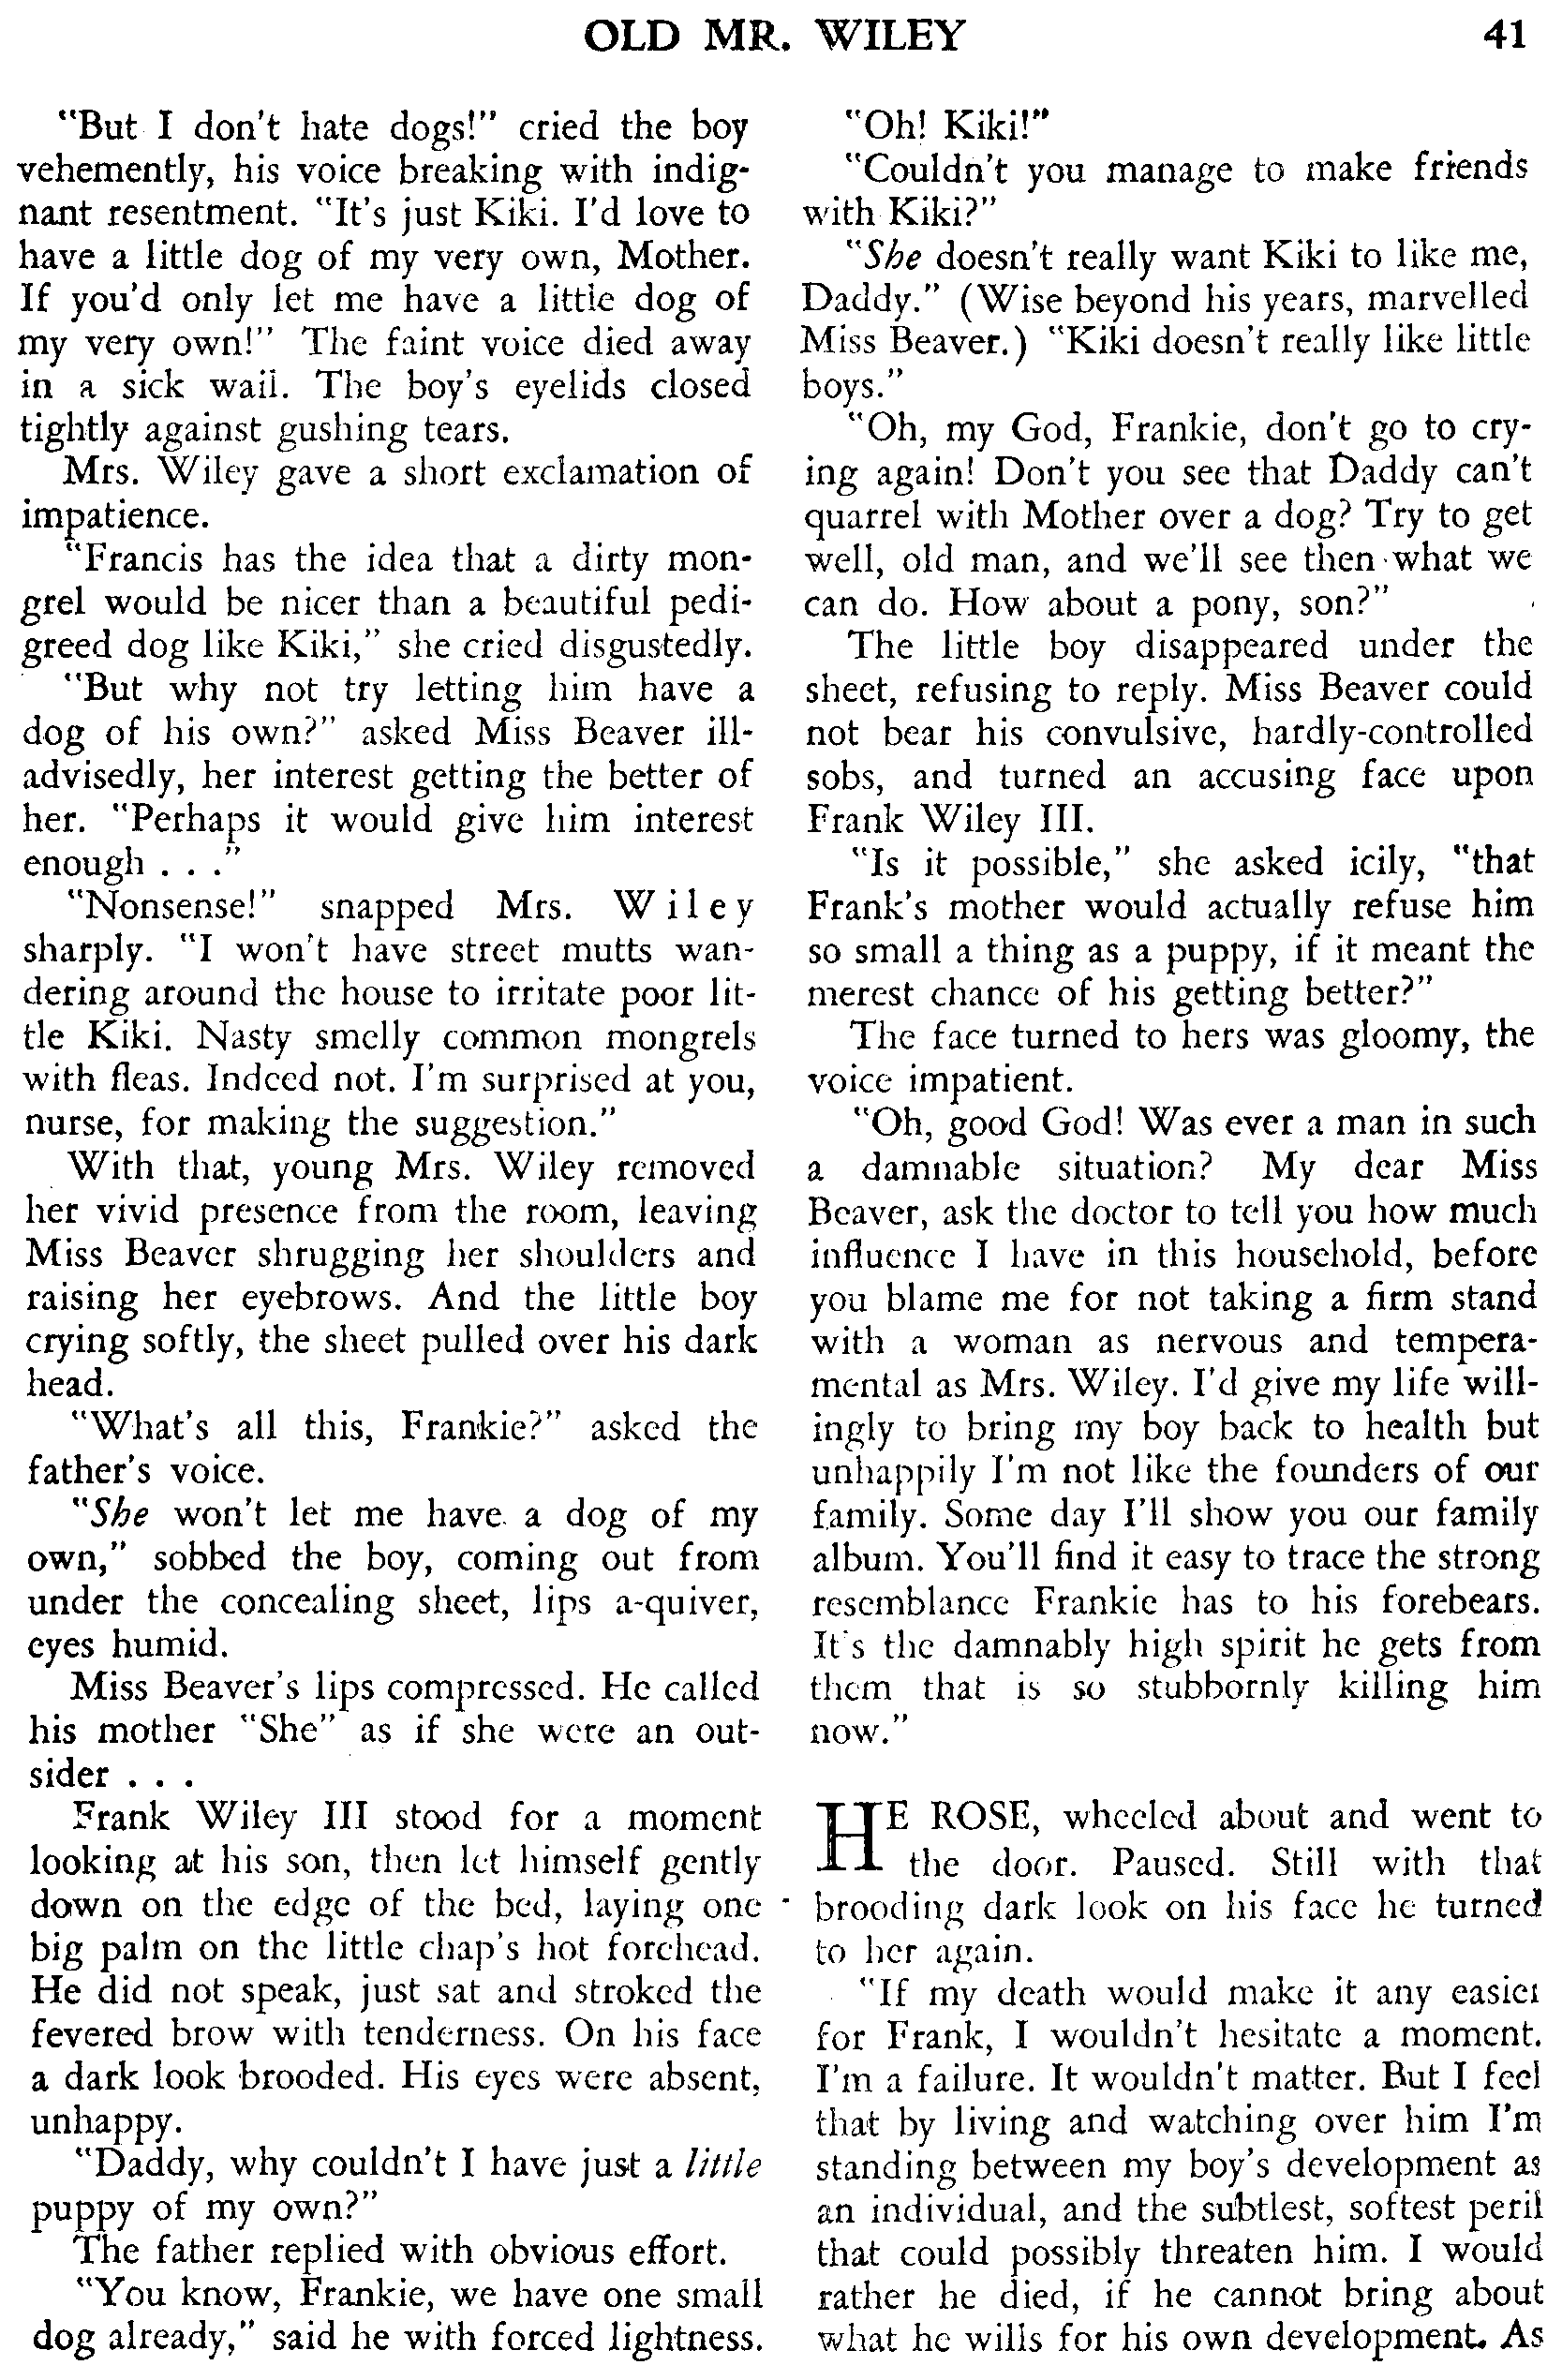 OLD MR. WILEY 41
"But I don't hate dogs!" cried the boy
vehemently, his voice breaking with indig-
nant resentment. "It's just Kiki. I'd love to
have a little dog of my very own, Mother.
If you'd only let me have a little dog of
my very own!" The faint voice died away
in a sick wail. The boy's eyelids closed
tightly against gushing tears.
Mrs. Wiley gave a short exclamation of
impatience.
"Francis has the idea that a dirty mon-
grel would be nicer than a beautiful pedi-
greed dog like Kiki," she cried disgustedly.
"But why not try letting him have a
dog of his own?" asked Miss Beaver ill-
advisedly, her interest getting the better of
her. "Perhaps it would give him interest
enough . . ."
"Nonsense!" snapped Mrs. Wiley
sharply. "I won't have street mutts wan-
dering around the house to irritate poor lit-
tle Kiki. Nasty smelly common mongrels
with fleas. Indeed not. I'm surprised at you,
nurse, for making the suggestion."
With that, young Mrs. Wiley removed
her vivid presence from the room, leaving
Miss Beaver shrugging her shoulders and
raising her eyebrows. And the little boy
crying softly, the sheet pulled over his dark
head.
"What's all this, Frankie?" asked the
father's voice.
"She won't let me have a dog of my
own," sobbed the boy, coming out from
under the concealing sheet, lips a-quiver,
eyes humid.
Miss Beaver's lips compressed. He called
his mother "She" as if she were an out-
sider . . .
Frank Wiley III stood for a moment
looking at his son, then let himself gently
down on the edge of the bed, laying one
big palm on the little chap's hot forehead.
He did not speak, just sat and stroked the
fevered brow with tenderness. On his face
a dark look brooded. His eyes were absent,
unhappy.
"Daddy, why couldn't I have just a little
puppy of my own?"
The father replied with obvious effort.
"You know, Frankie, we have one small
dog already," said he with forced lightness.
"Oh! Kiki!"
"Couldn't you manage to make friends
with Kiki?"
"She doesn't really want Kiki to like me,
Daddy." (Wise beyond his years, marvelled
Miss Beaver.) "Kiki doesn't really like little
boys."
"Oh, my God, Frankie, don't go to cry-
ing again! Don't you see that Daddy can't
quarrel with Mother over a dog? Try to get
well, old man, and we'll see then what we
can do. How about a pony, son?"
The little boy disappeared under the
sheet, refusing to reply. Miss Beaver could
not bear his convulsive, hardly-controlled
sobs, and turned an accusing face upon
Frank Wiley III.
"Is it possible," she asked icily, "that
Frank's mother would actually refuse him
so small a thing as a puppy, if it meant the
merest chance of his getting better?"
The face turned to hers was gloomy, the
voice impatient.
"Oh, good God! Was ever a man in such
a damnable situation? My dear Miss
Beaver, ask the doctor to tell you how much
influence I have in this household, before
you blame me for not taking a firm stand
with a woman as nervous and tempera-
mental as Mrs. Wiley. I'd give my life will-
ingly to bring my boy back to health but
unhappily I'm not like the founders of our
family. Some day I'll show you our family
album. You'll find it easy to trace the strong
resemblance Frankie has to his forebears.
It's the damnably high spirit he gets from
them that is so stubbornly killing him
now."
HE ROSE, wheeled about and went to
the door. Paused. Still with that
brooding dark look on his face he turned
to her again.
"If my death would make it any easier
for Frank, I wouldn't hesitate a moment.
I'm a failure. It wouldn't matter. But I feel
that by living and watching over him I'm
standing between my boy's development as
an individual, and the subtlest, softest peril
that could possibly threaten him. I would
rather he died, if he cannot bring about
what he wills for his own development. As